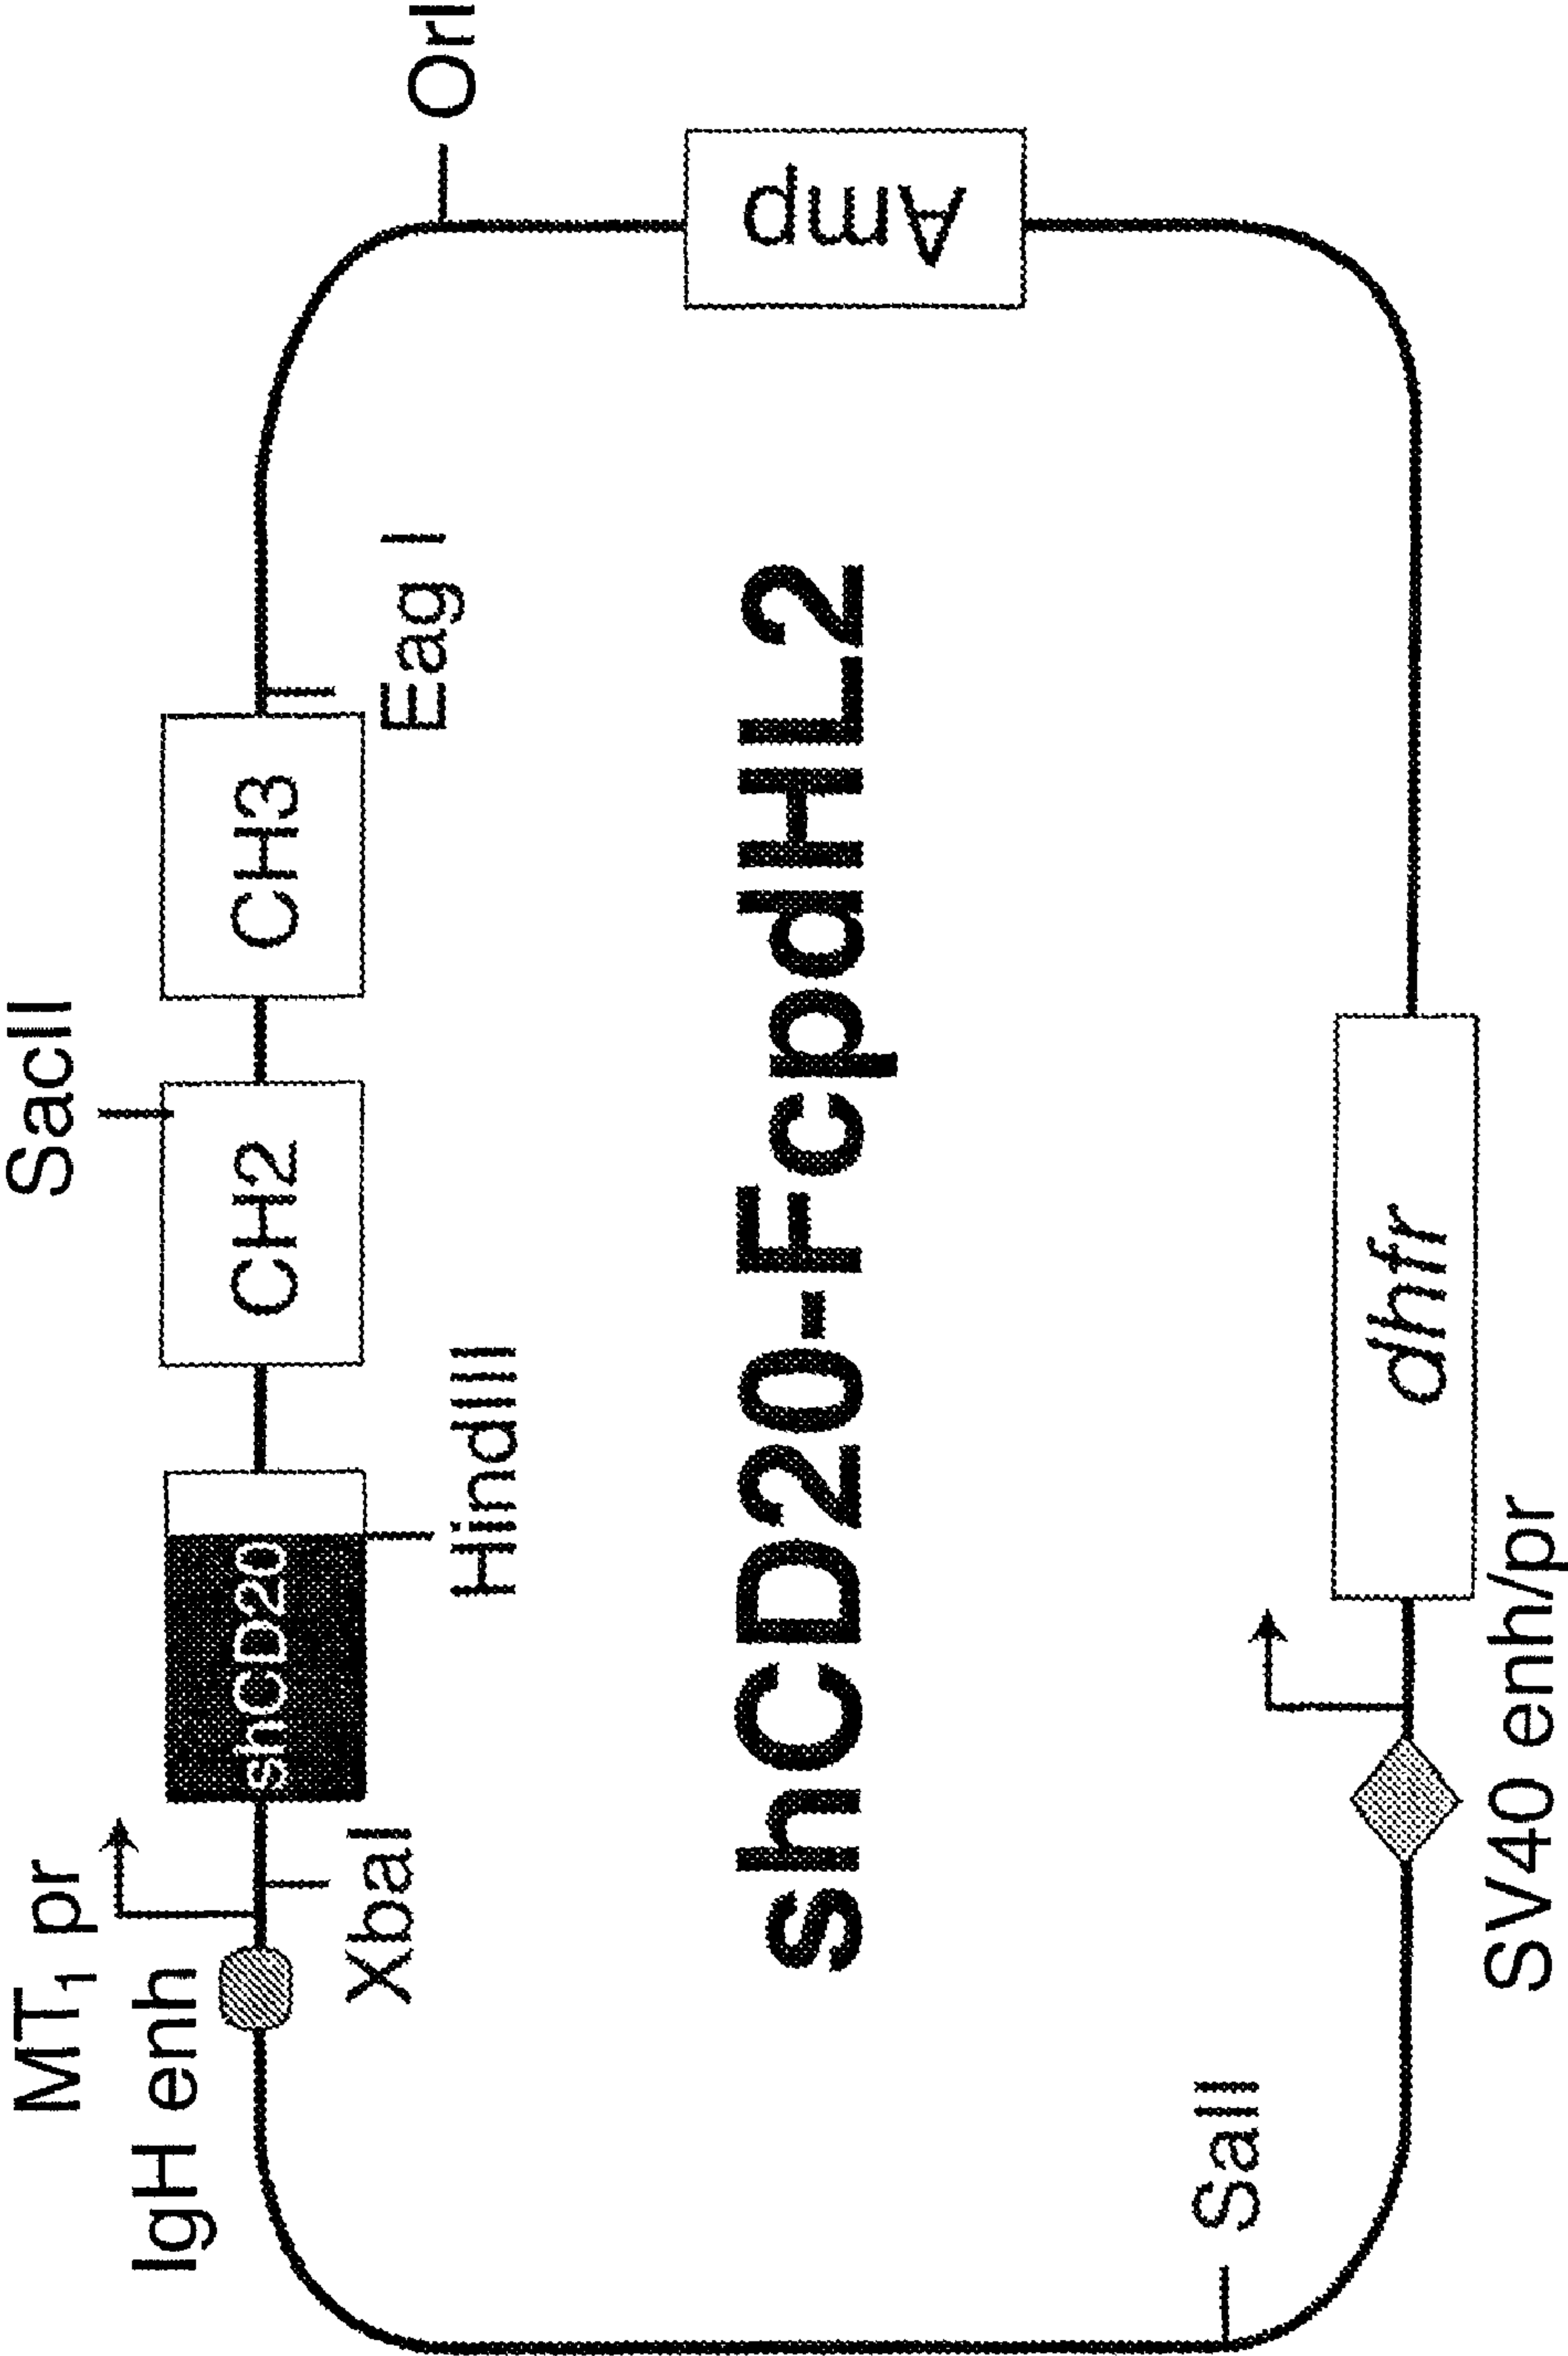 MT1 pr
IgH enh
XbaI
shCD20
HindIII
SacII
CH2
CH3
Eag I
OrI
Amp
shCD20-FcpdHL2
SalI
SV40 enh/pr
dhfr